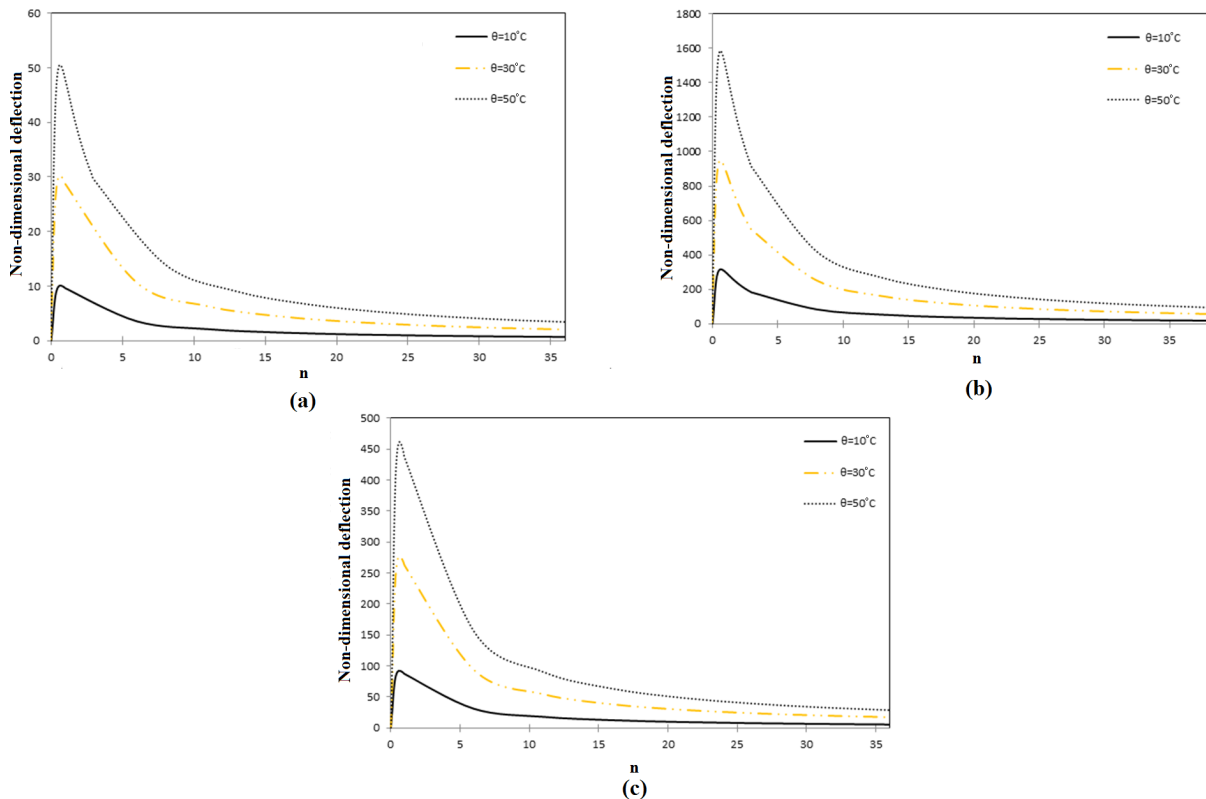 60
50
40
30
20
10
0
Non-dimensional deflection
θ=10˚C
θ=30˚C
θ=50˚C
0 5 10 15 20 25 30 35
n
(a)
1800
1600
1400
1200
1000
800
600
400
200
0
Non-dimensional deflection
θ=10˚C
θ=30˚C
θ=50˚C
0 5 10 15 20 25 30 35
n
(b)
500
450
400
350
300
250
200
150
100
50
0
Non-dimensional deflection
θ=10˚C
θ=30˚C
θ=50˚C
0 5 10 15 20 25 30 35
n
(c)